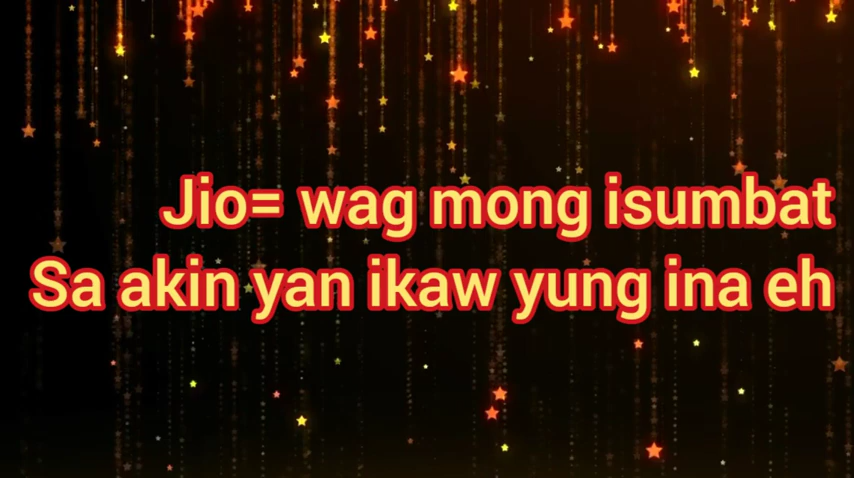 Jio= wag mong isumbat
Sa akin yan ikaw yung ina eh